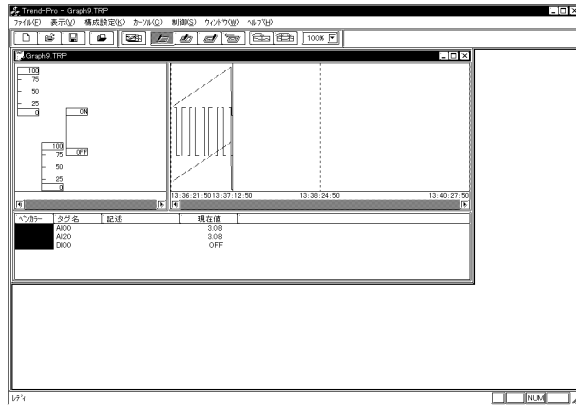 Trend-Pro - Graph9.TRP
ファイル(F) 表示(V) 構成設定(K) カーソル(C) 制御(S) ウィンドウ(W) ヘルプ(H)
100%
Graph9.TRP
100
75
50
25
0
ON
OFF
100
75
50
25
0
13:36:21:50 13:37:12:50 13:38:24:50 13:40:27:50
ペンカラー タグ名 記述 現在値
AI00 3.08
AI20 3.08
DI00 OFF
レディ NUM